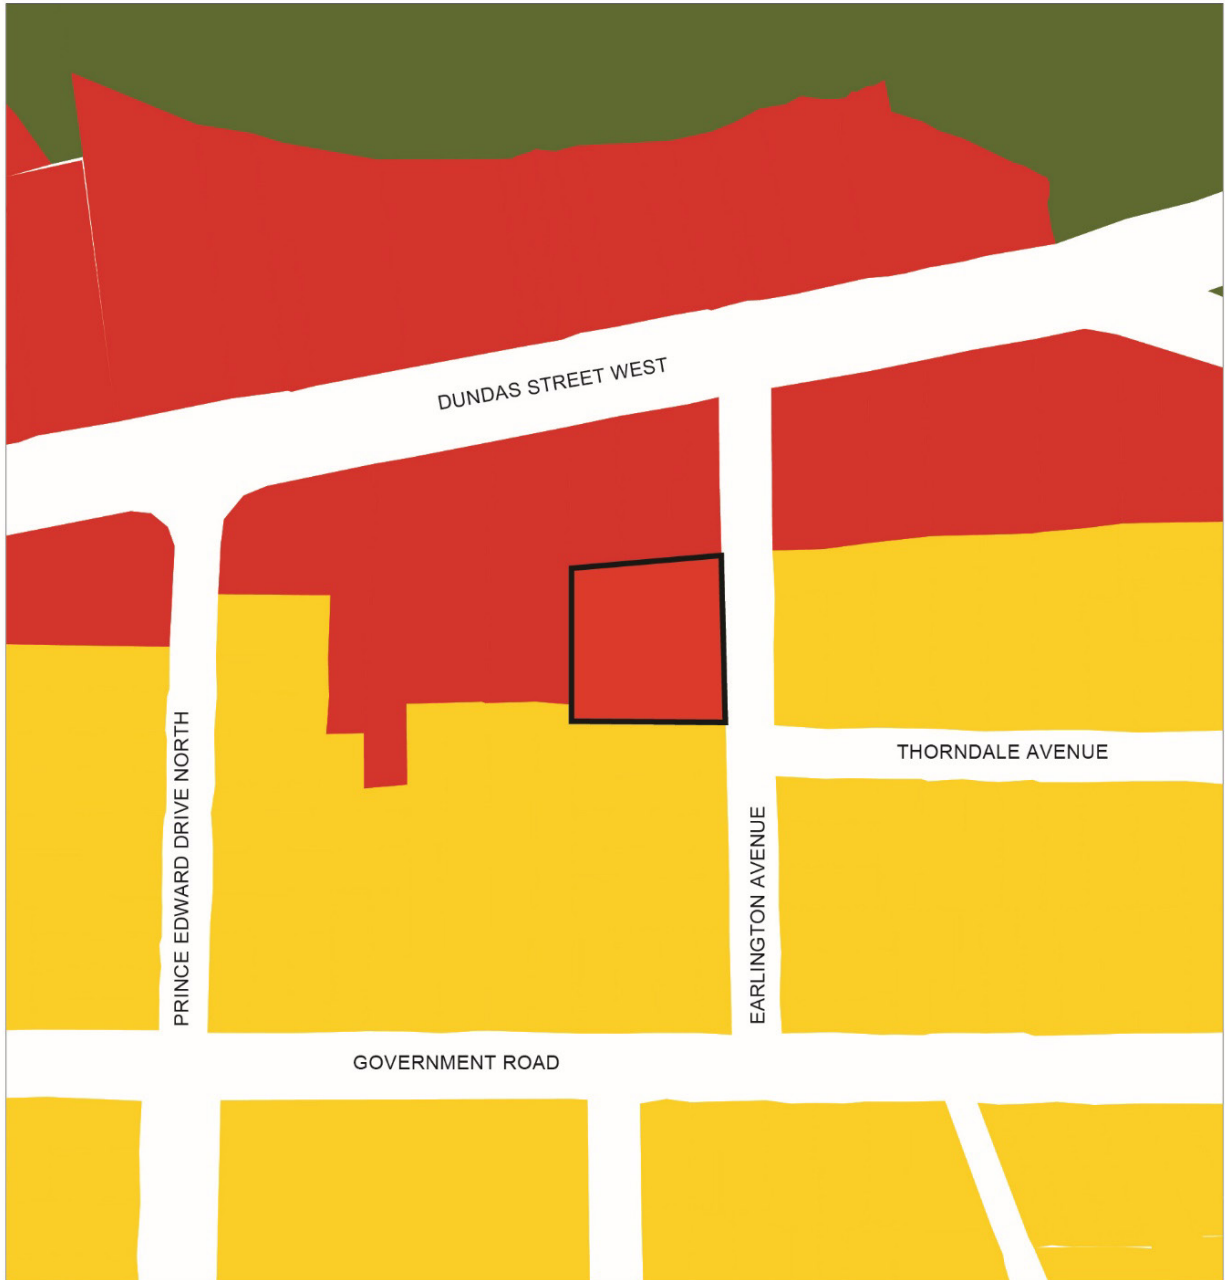 DUNDAS STREET WEST
THORNDALE AVENUE
PRINCE EDWARD DRIVE NORTH
EARLINGTON AVENUE
GOVERNMENT ROAD